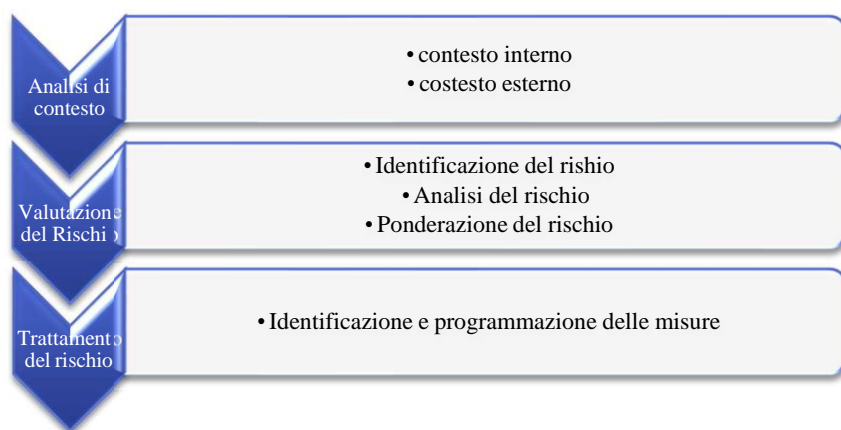 Analisi di
contesto
• contesto interno
• costesto esterno
Valutazione
del Rischio
• Identificazione del rishio
• Analisi del rischio
• Ponderazione del rischio
Trattamento
del rischio
• Identificazione e programmazione delle misure